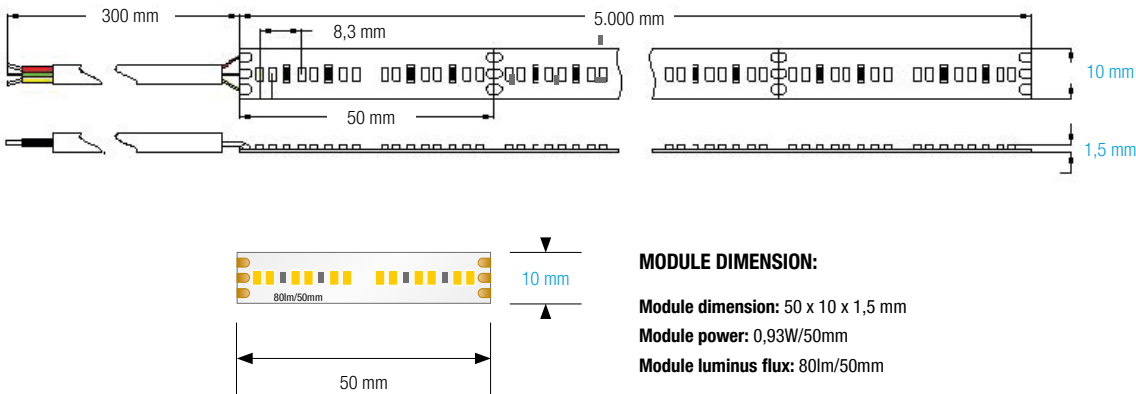 300 mm
5.000 mm
8,3 mm
10 mm
50 mm
1,5 mm
80lm/50mm
10 mm
50 mm
MODULE DIMENSION:
Module dimension: 50 x 10 x 1,5 mm
Module power: 0,93W/50mm
Module luminus flux: 80lm/50mm